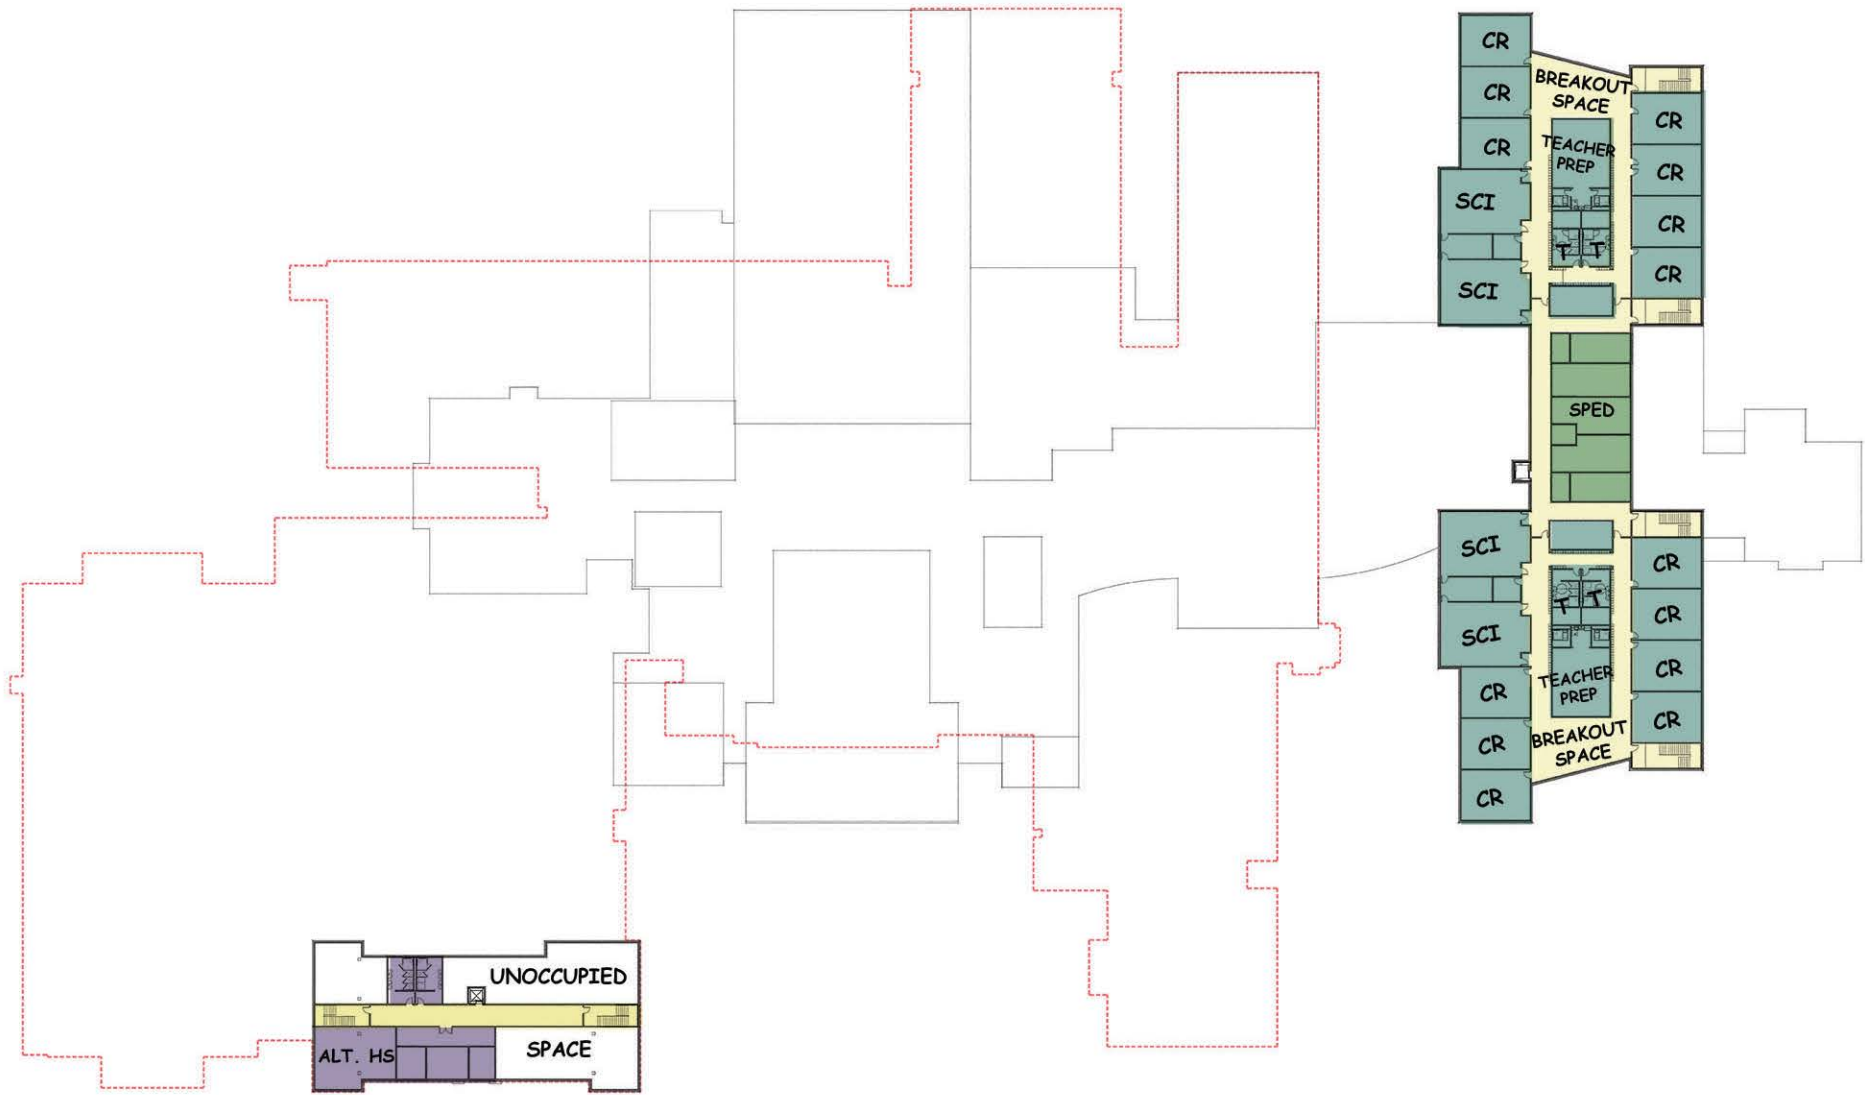 CR
CR
CR
BREAKOUT
SPACE
TEACHER
PREP
CR
CR
CR
CR
SCI
SCI
T T
SPED
SCI
SCI
T T
TEACHER
PREP
BREAKOUT
SPACE
CR
CR
CR
CR
CR
CR
CR
UNOCCUPIED
SPACE
ALT. HS